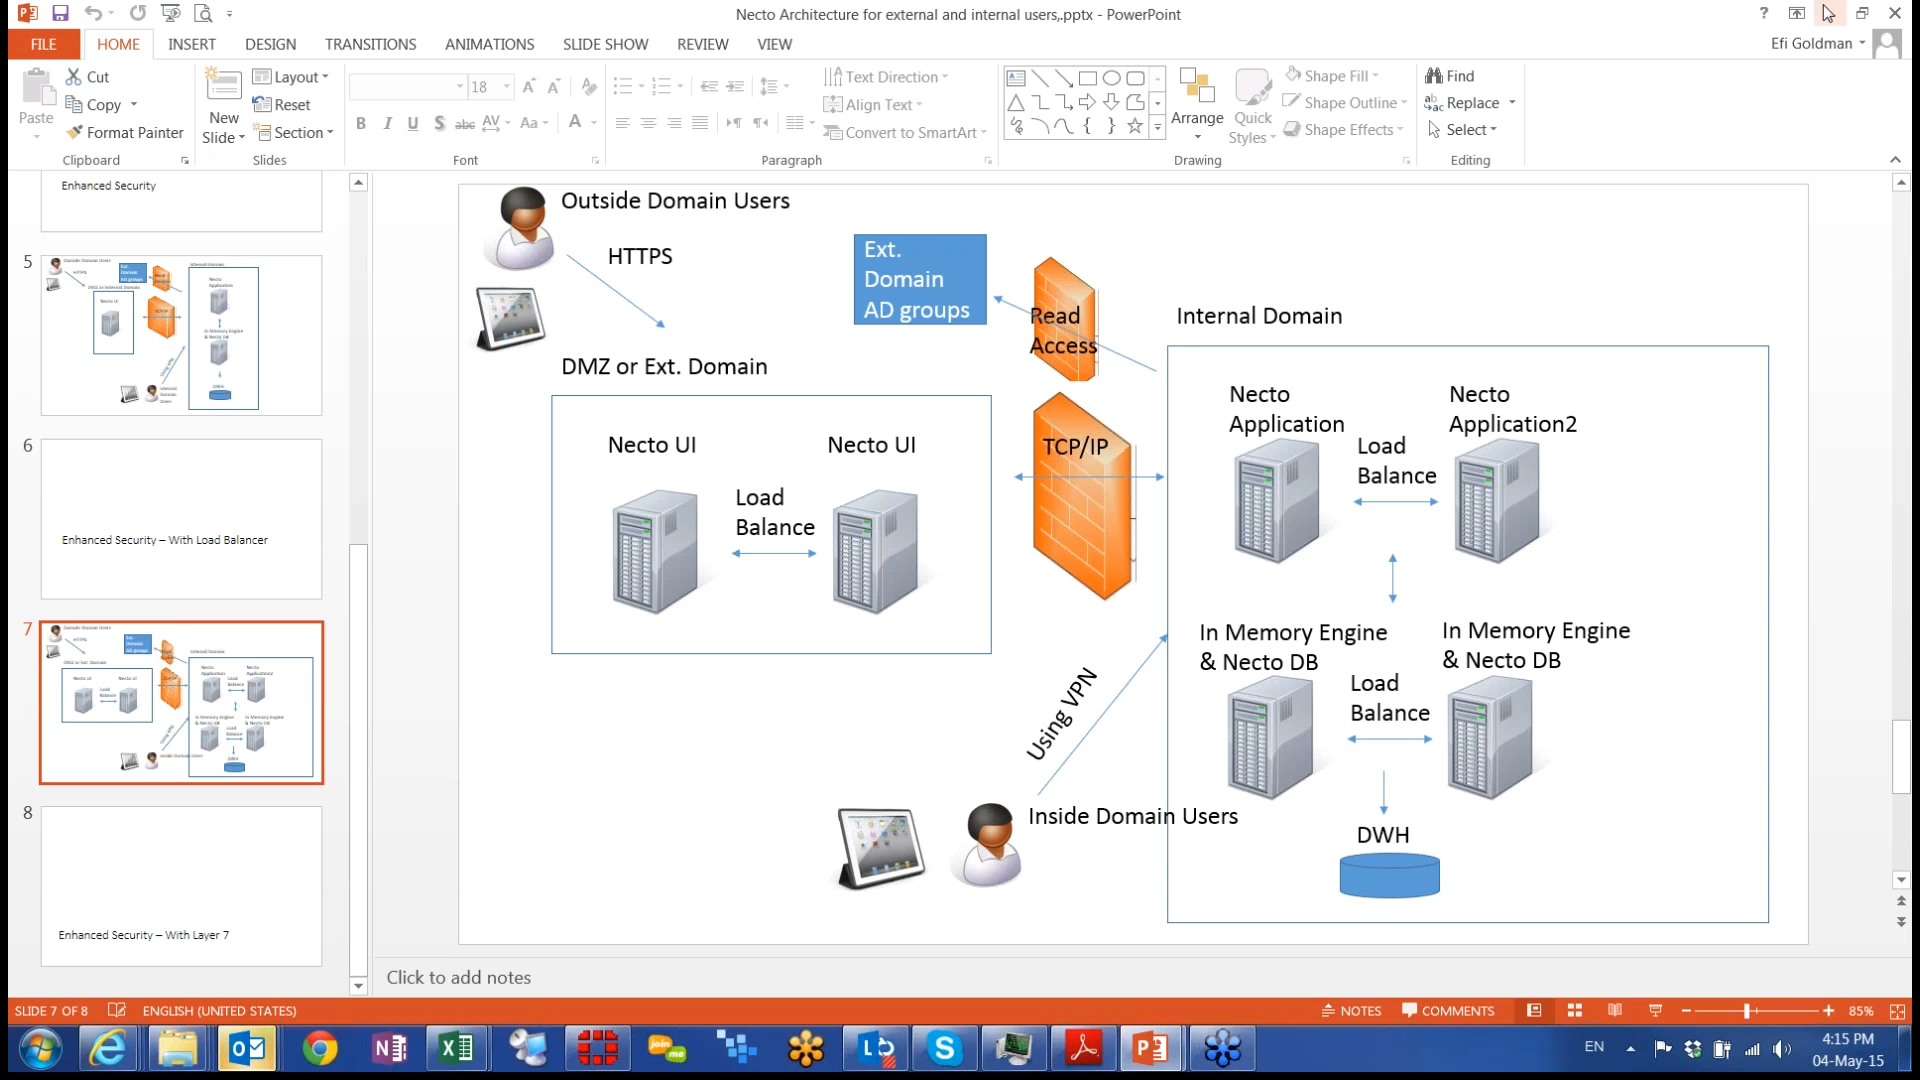 Necto Architecture for external and internal users,.pptx - PowerPoint
?
FILE
HOME
INSERT
DESIGN
TRANSITIONS
ANIMATIONS
SLIDE SHOW
REVIEW
VIEW
Efi Goldman
Paste
Cut
Copy
Format Painter
Clipboard
New
Slide
Layout
Reset
Section
Slides
18
B I U S abc AV Aa A
Font
Text Direction
Align Text
Convert to SmartArt
Paragraph
Arrange
Quick
Styles
Shape Fill
Shape Outline
Shape Effects
Drawing
Find
Replace
Select
Editing
Enhanced Security
5
6
Enhanced Security – With Load Balancer
7
8
Enhanced Security – With Layer 7
Outside Domain Users
HTTPS
Ext.
Domain
AD groups
Read
Access
Internal Domain
DMZ or Ext. Domain
Necto UI
Necto UI
Load
Balance
TCP/IP
Necto
Application
Necto
Application2
Load
Balance
In Memory Engine
& Necto DB
In Memory Engine
& Necto DB
Load
Balance
Using VPN
Inside Domain Users
DWH
Click to add notes
SLIDE 7 OF 8
ENGLISH (UNITED STATES)
NOTES
COMMENTS
85%
EN
4:15 PM
04-May-15